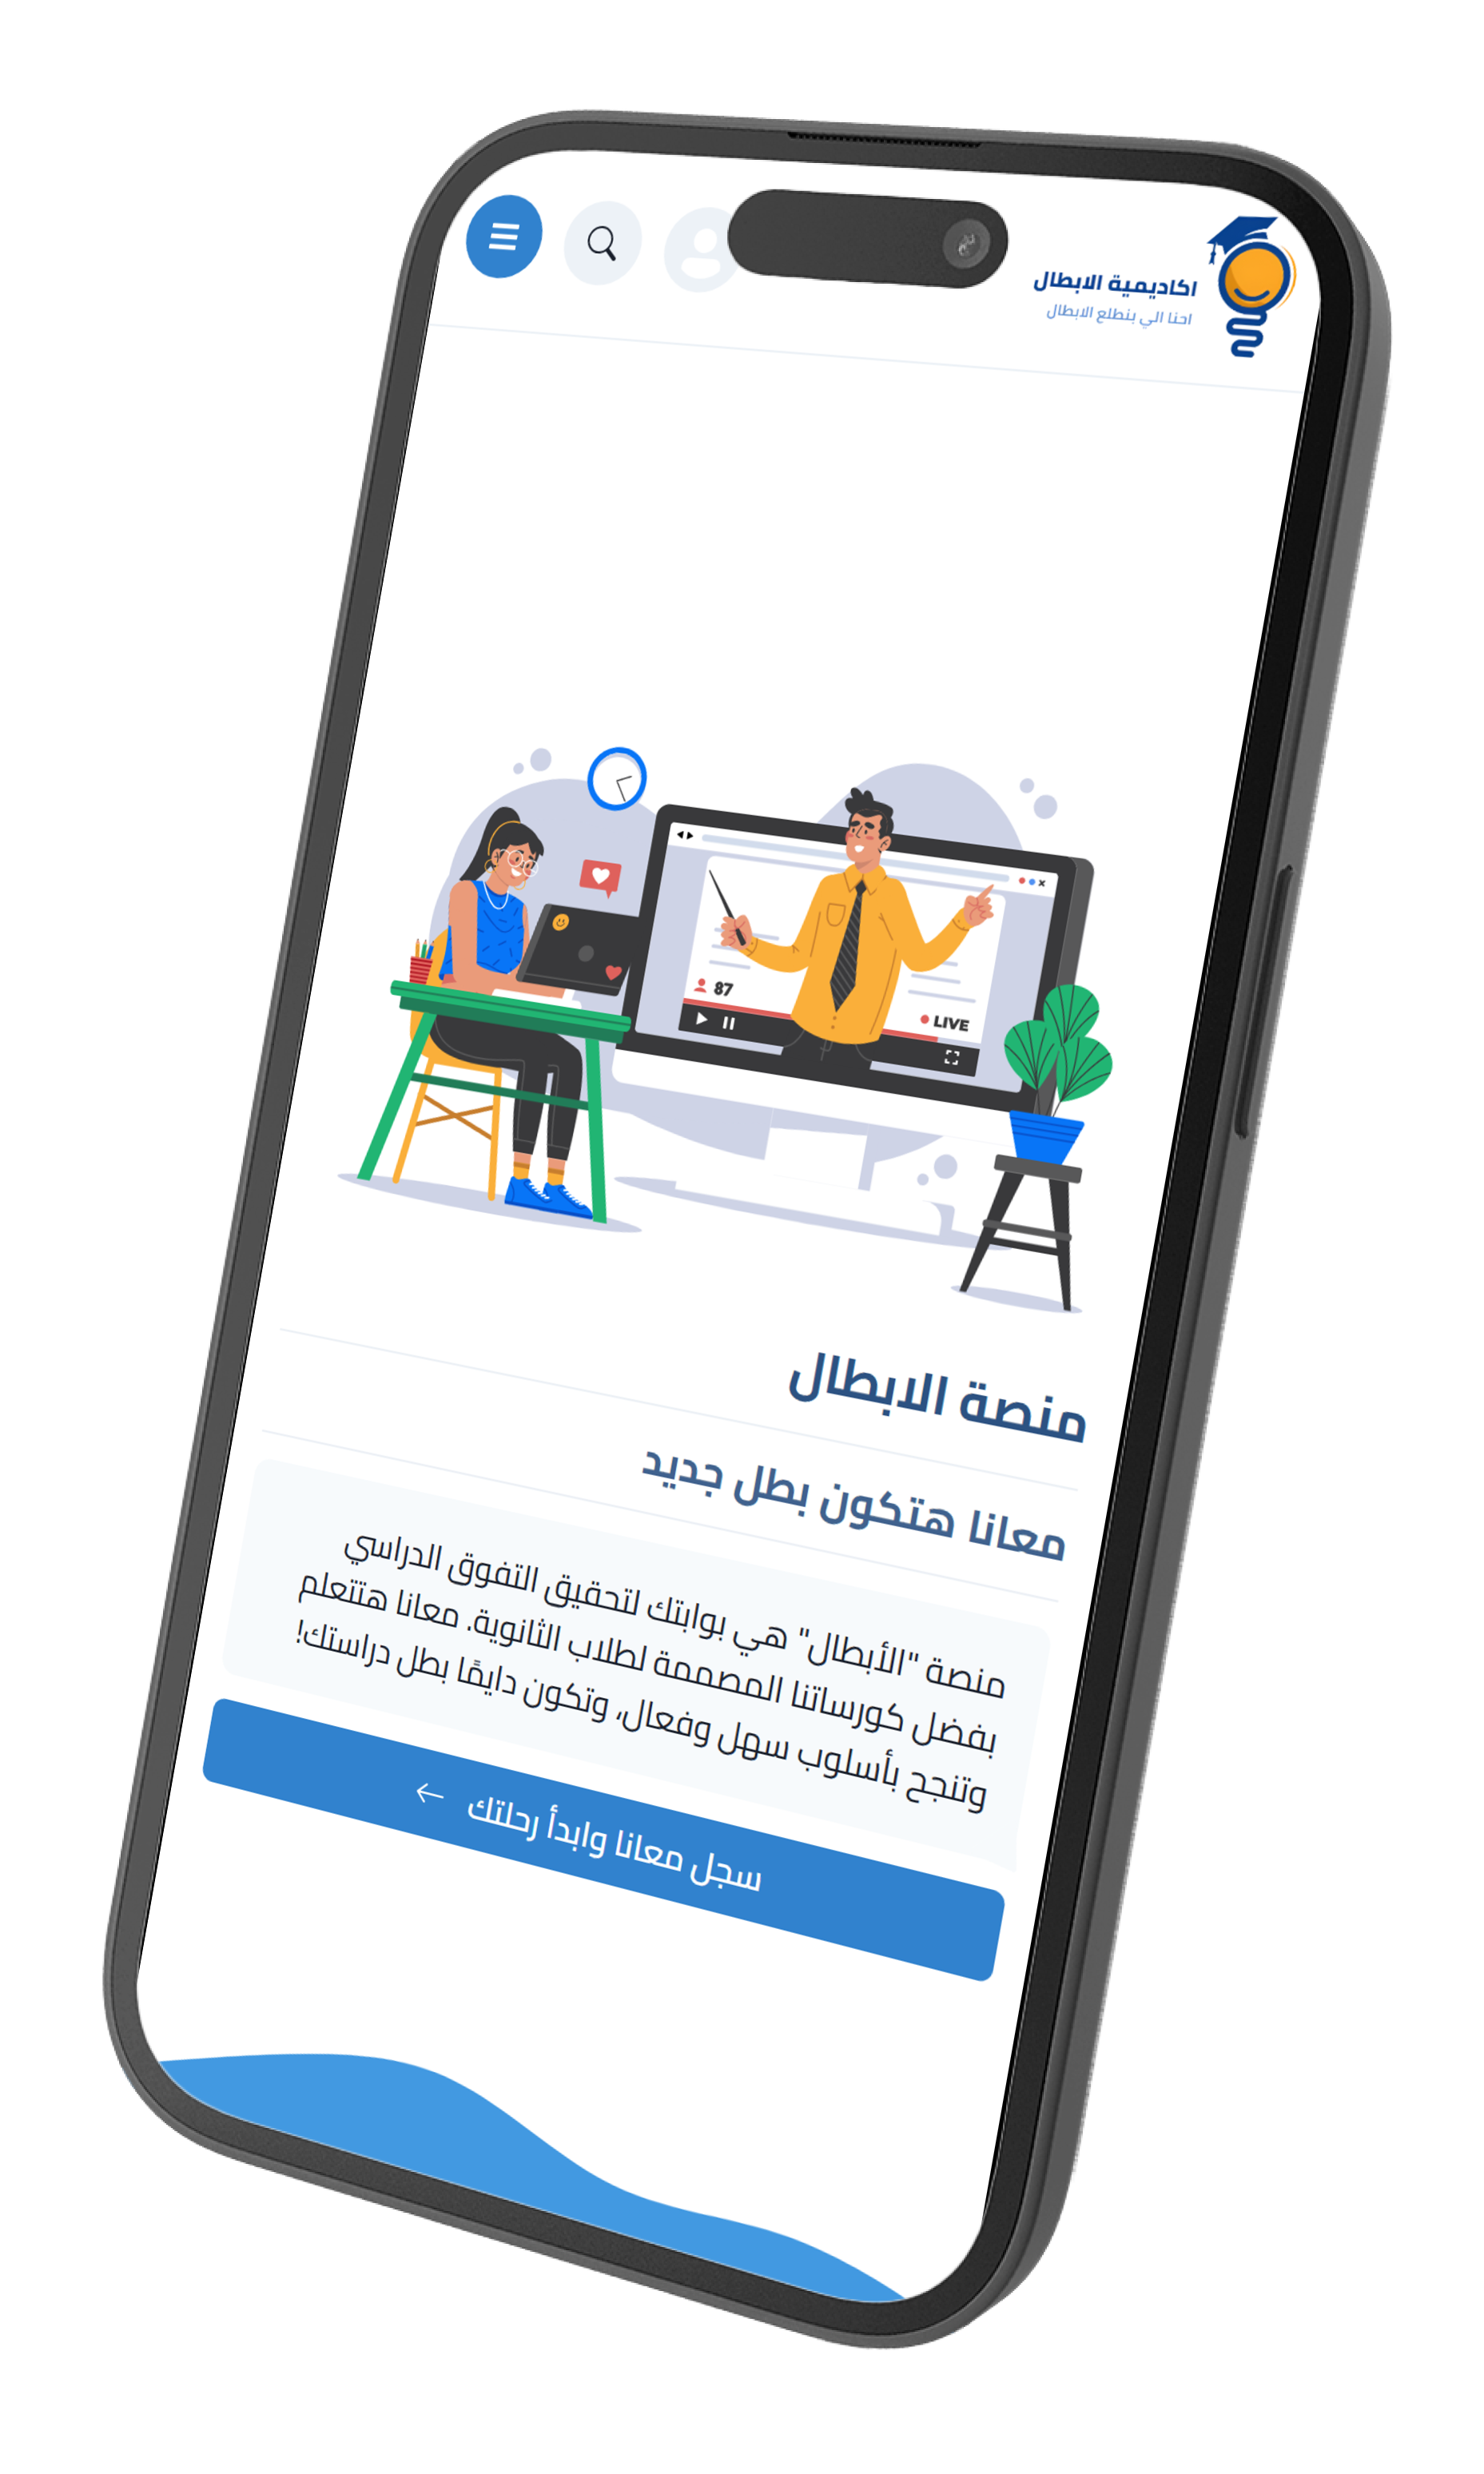 اكاديمية الابطال
احنا الي بنطلع الابطال
87
LIVE
منصة الابطال
معانا هتكون بطل جديد
منصة "الأبطال" هي بوابتك لتحقيق التفوق الدراسي
بفضل كورساتنا المصممة لطلاب الثانوية. معانا هتتعلم
وتنجح بأسلوب سهل وفعال، وتكون دايمًا بطل دراستك!
سجل معانا وابدأ رحلتك ←